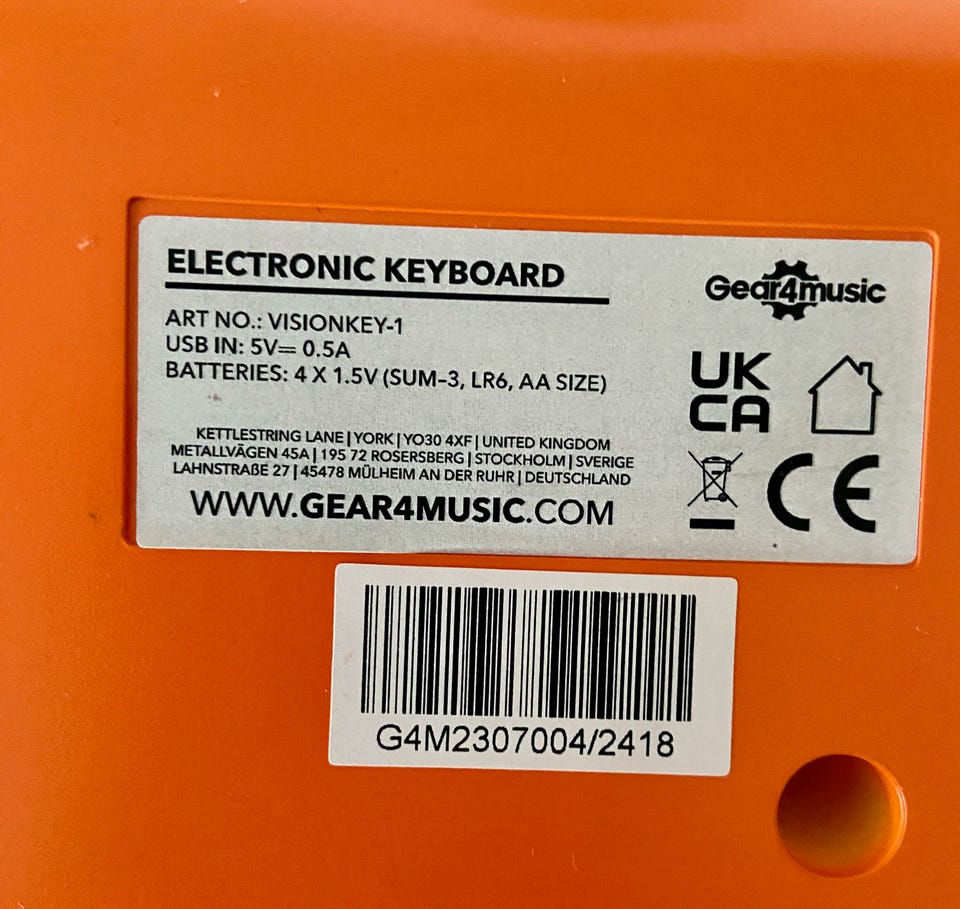 ELECTRONIC KEYBOARD
Gear4music
ART NO.: VISIONKEY-1
USB IN: 5V⎓ 0.5A
BATTERIES: 4 X 1.5V (SUM-3, LR6, AA SIZE)
UK
CA
KETTLESTRING LANE | YORK | YO30 4XF | UNITED KINGDOM
METALLVÄGEN 45A | 195 72 ROSERSBERG | STOCKHOLM | SVERIGE
LAHNSTRAßE 27 | 45478 MÜLHEIM AN DER RUHR | DEUTSCHLAND
WWW.GEAR4MUSIC.COM
CE
G4M2307004/2418